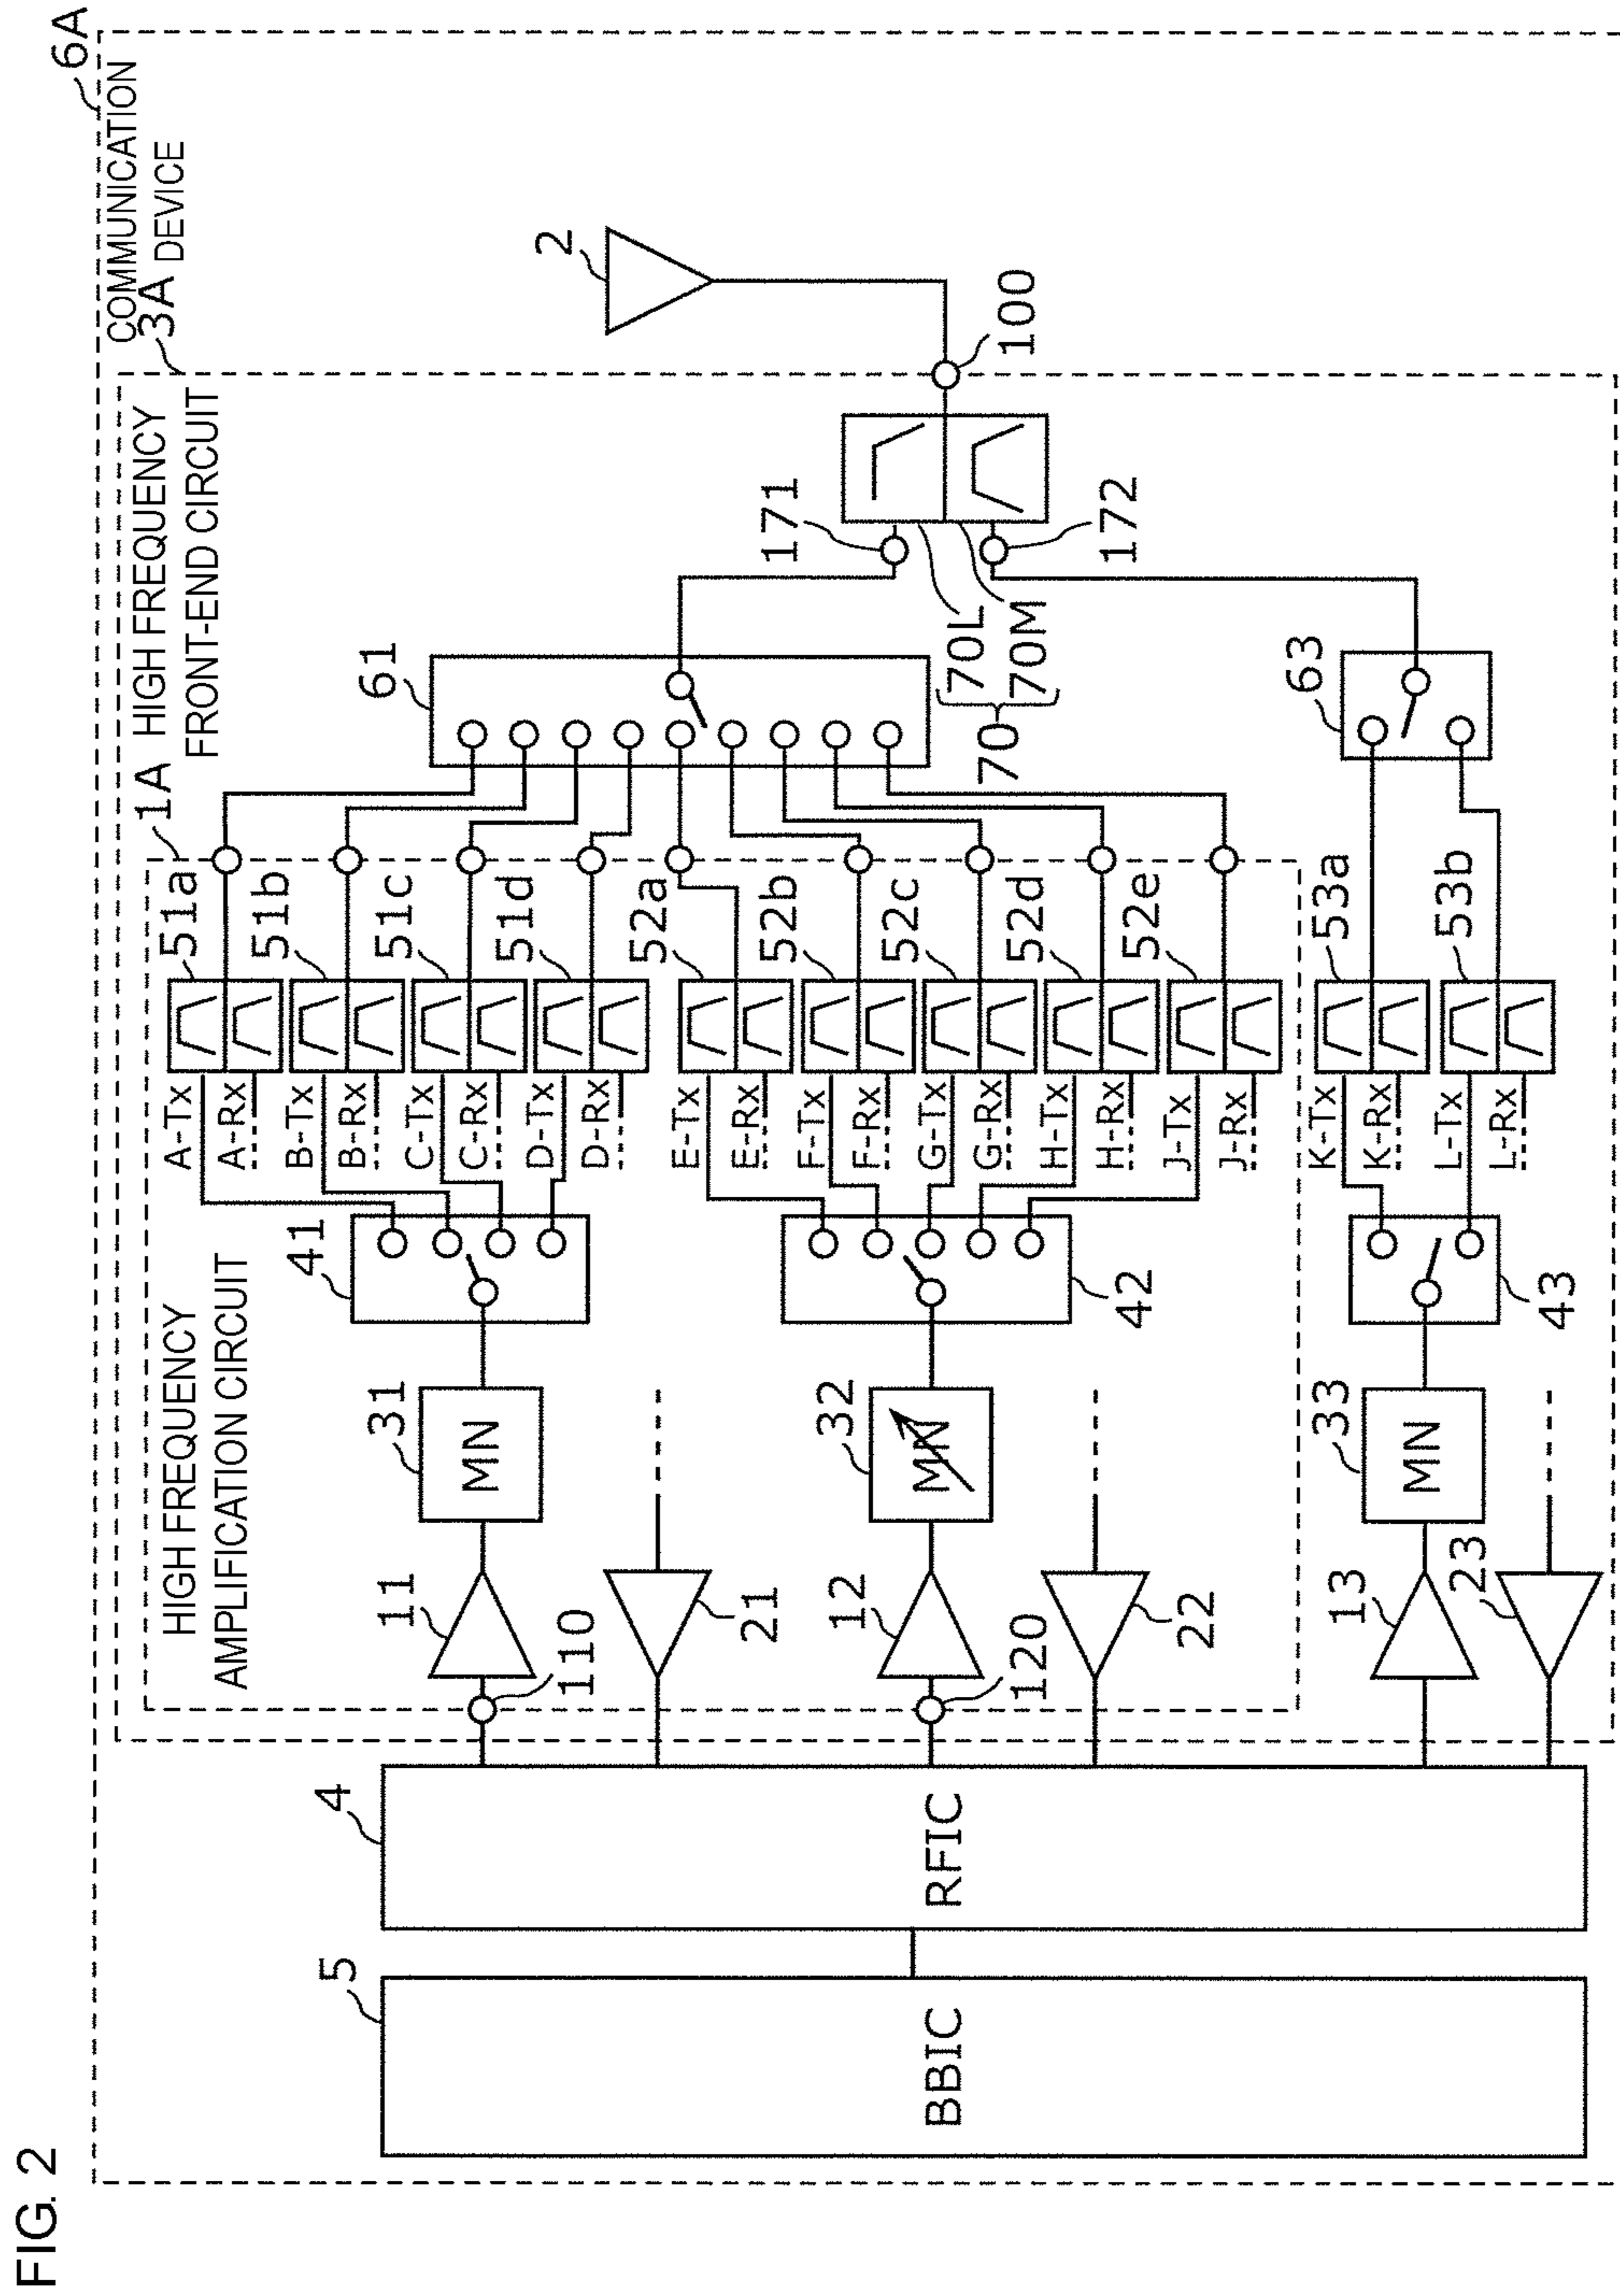 FIG. 2
6A
COMMUNICATION
DEVICE
3A
HIGH FREQUENCY
FRONT-END CIRCUIT
1A
HIGH FREQUENCY
AMPLIFICATION CIRCUIT
5
BBIC
4
RFIC
110
11
31
MN
41
21
A-Tx
A-Rx
B-Tx
B-Rx
C-Tx
C-Rx
D-Tx
D-Rx
51a
51b
51c
51d
120
12
32
MN
42
22
E-Tx
E-Rx
F-Tx
F-Rx
G-Tx
G-Rx
H-Tx
H-Rx
J-Tx
J-Rx
52a
52b
52c
52d
52e
13
33
MN
43
23
K-Tx
K-Rx
L-Tx
L-Rx
53a
53b
61
63
70
70L
70M
171
172
100
2